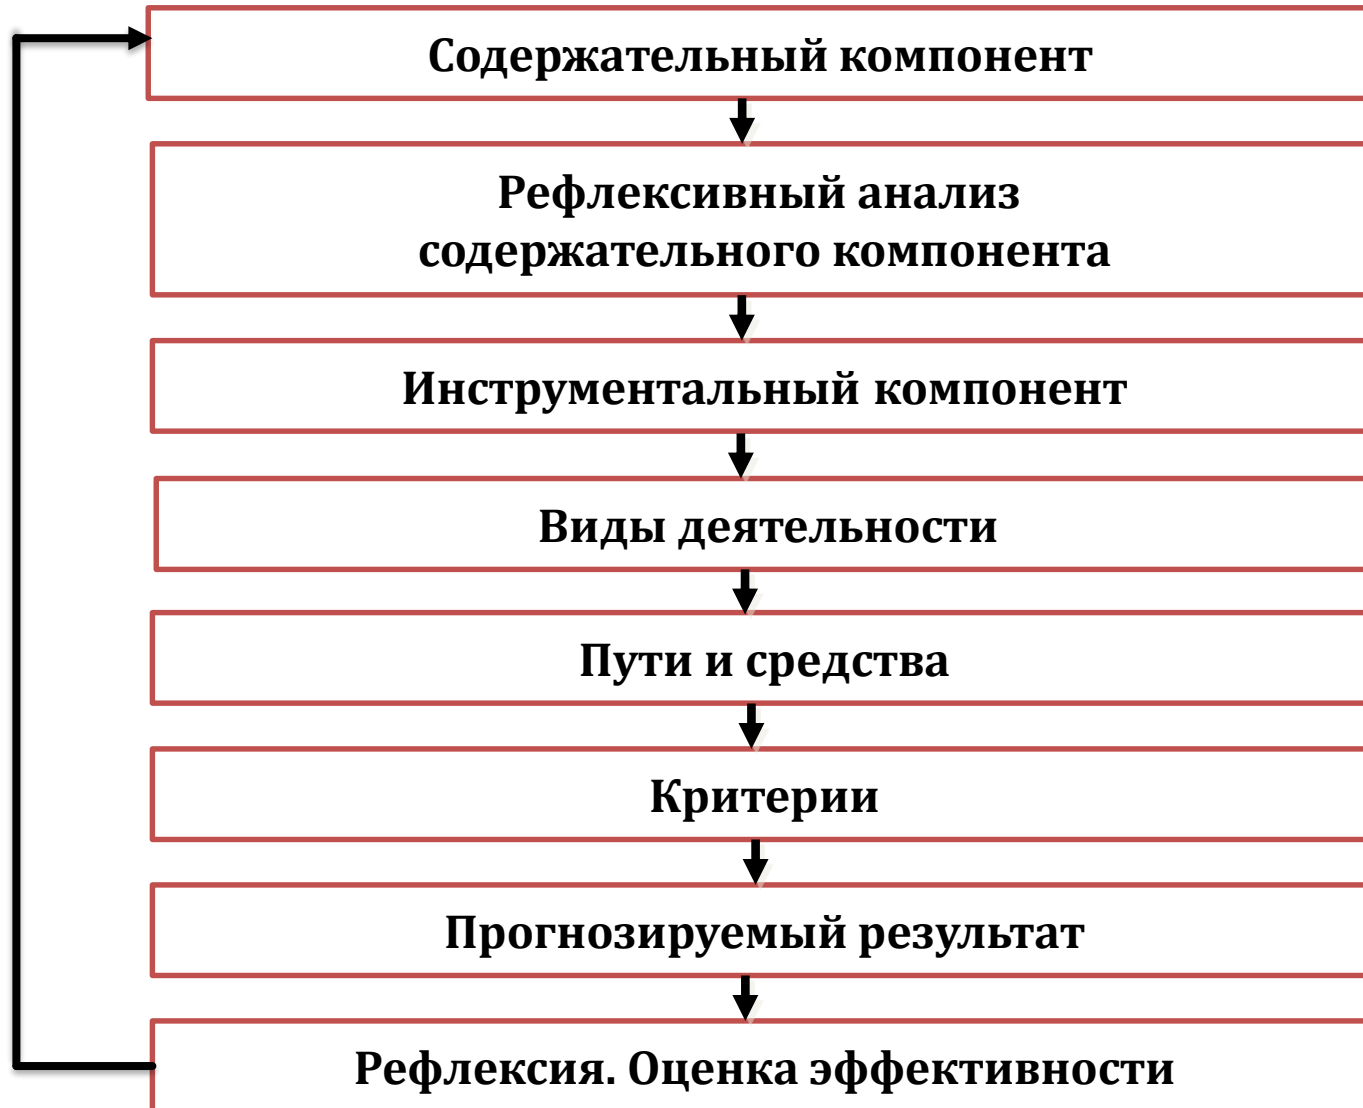 Содержательный компонент
Рефлексивный анализ
содержательного компонента
Инструментальный компонент
Виды деятельности
Пути и средства
Критерии
Прогнозируемый результат
Рефлексия. Оценка эффективности